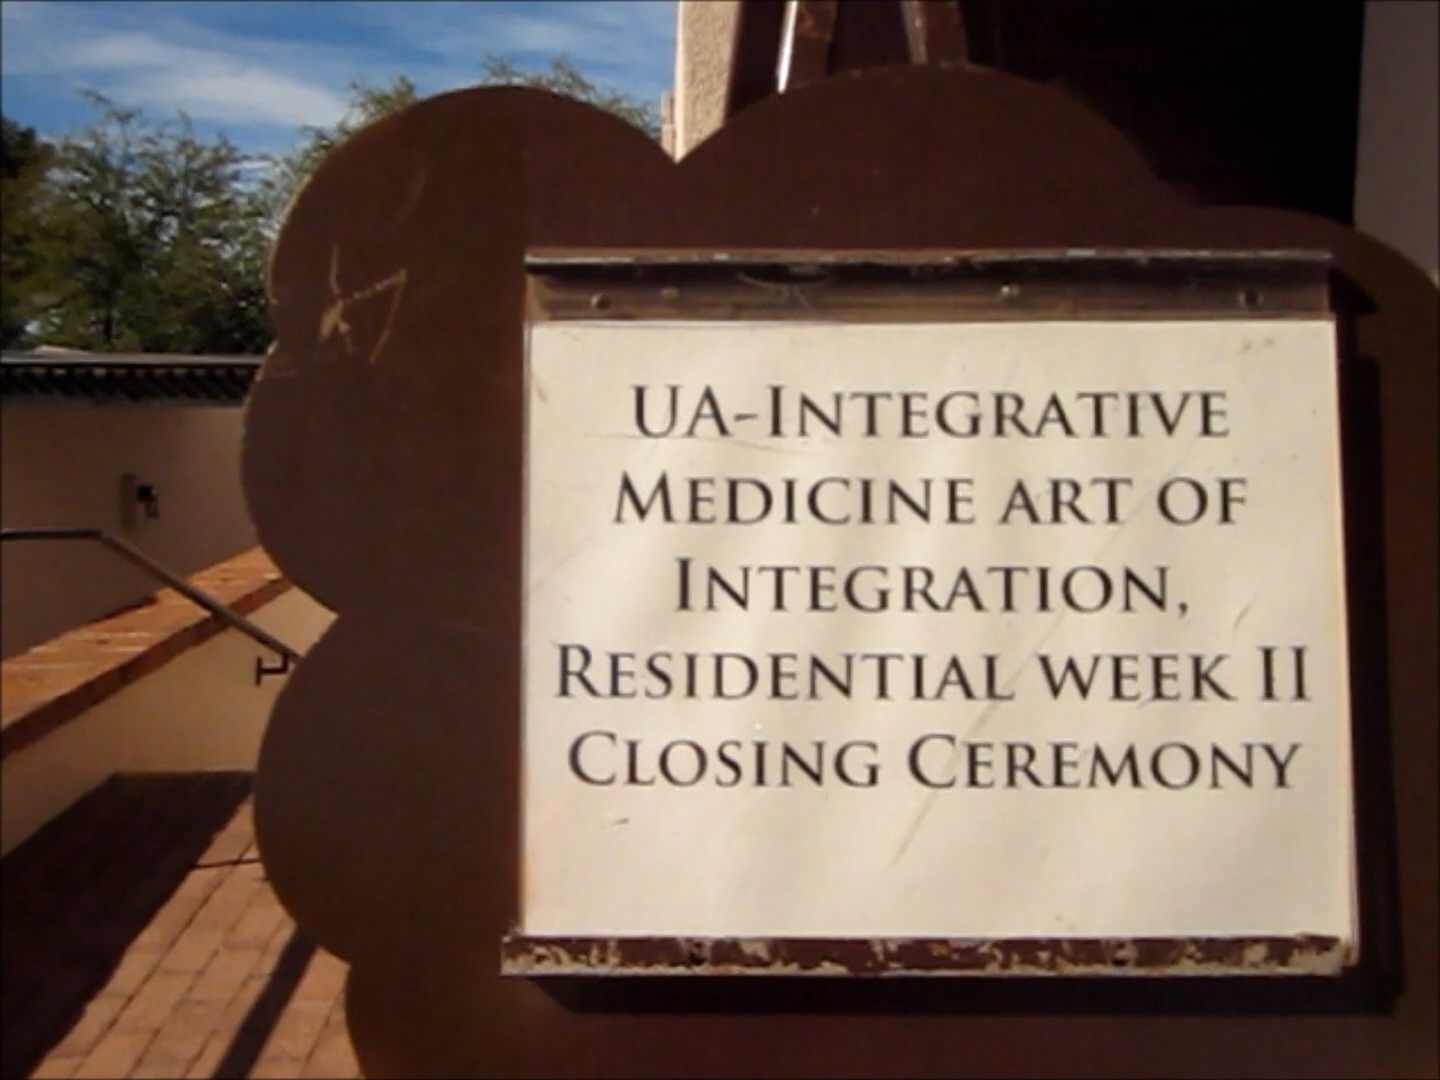 UA-INTEGRATIVE
MEDICINE ART OF
INTEGRATION,
RESIDENTIAL WEEK II
CLOSING CEREMONY